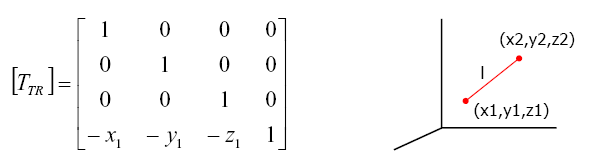 [T_TR] =
1 0 0 0
0 1 0 0
0 0 1 0
-x₁ -y₁ -z₁ 1
(x2,y2,z2)
l
(x1,y1,z1)